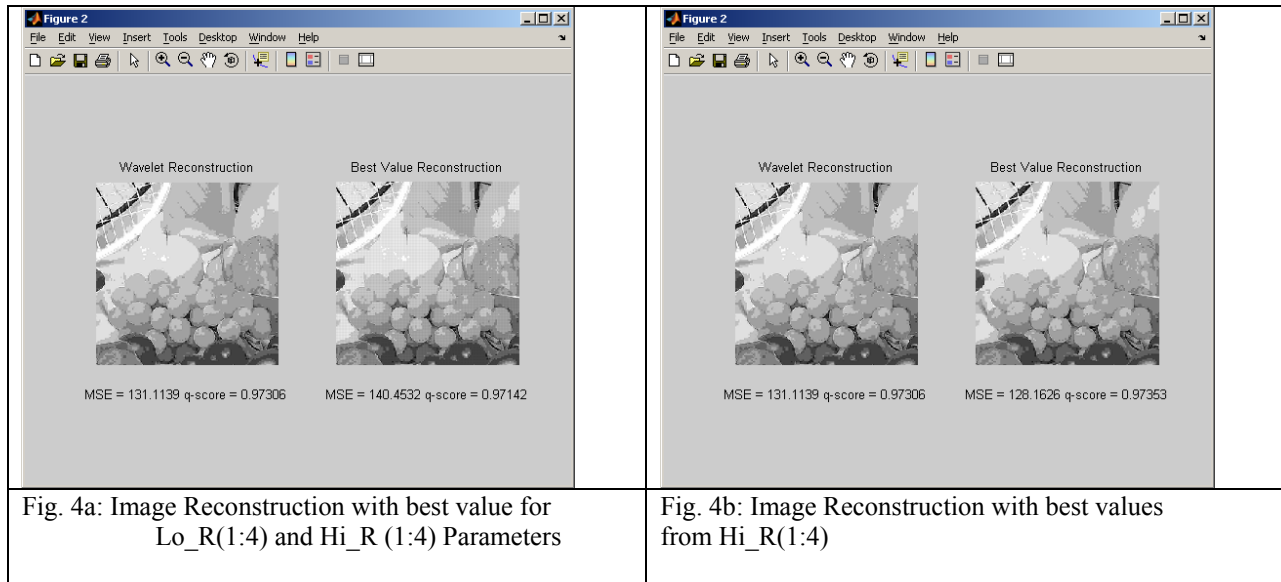 Figure 2
File Edit View Insert Tools Desktop Window Help
Wavelet Reconstruction Best Value Reconstruction
MSE = 131.1139 q-score = 0.97306 MSE = 140.4532 q-score = 0.97142
Fig. 4a: Image Reconstruction with best value for
Lo_R(1:4) and Hi_R (1:4) Parameters
Figure 2
File Edit View Insert Tools Desktop Window Help
Wavelet Reconstruction Best Value Reconstruction
MSE = 131.1139 q-score = 0.97306 MSE = 128.1626 q-score = 0.97353
Fig. 4b: Image Reconstruction with best values
from Hi_R(1:4)